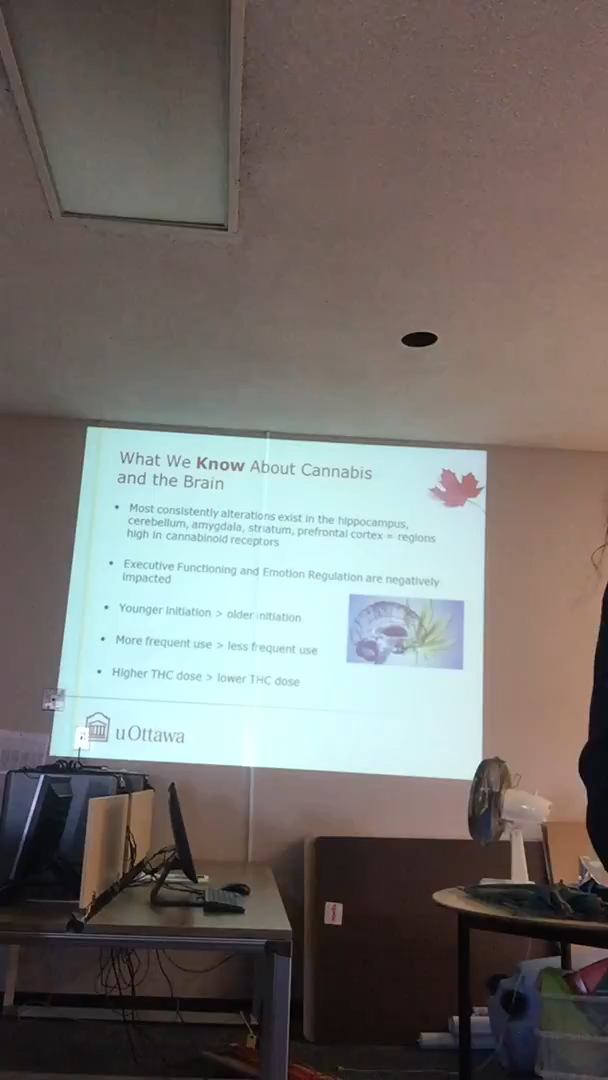 What We Know About Cannabis
and the Brain
• Most consistently alterations exist in the hippocampus,
cerebellum, amygdala, striatum, prefrontal cortex = regions
high in cannabinoid receptors
• Executive Functioning and Emotion Regulation are negatively
impacted
• Younger initiation > older initiation
• More frequent use > less frequent use
• Higher THC dose > lower THC dose
uOttawa